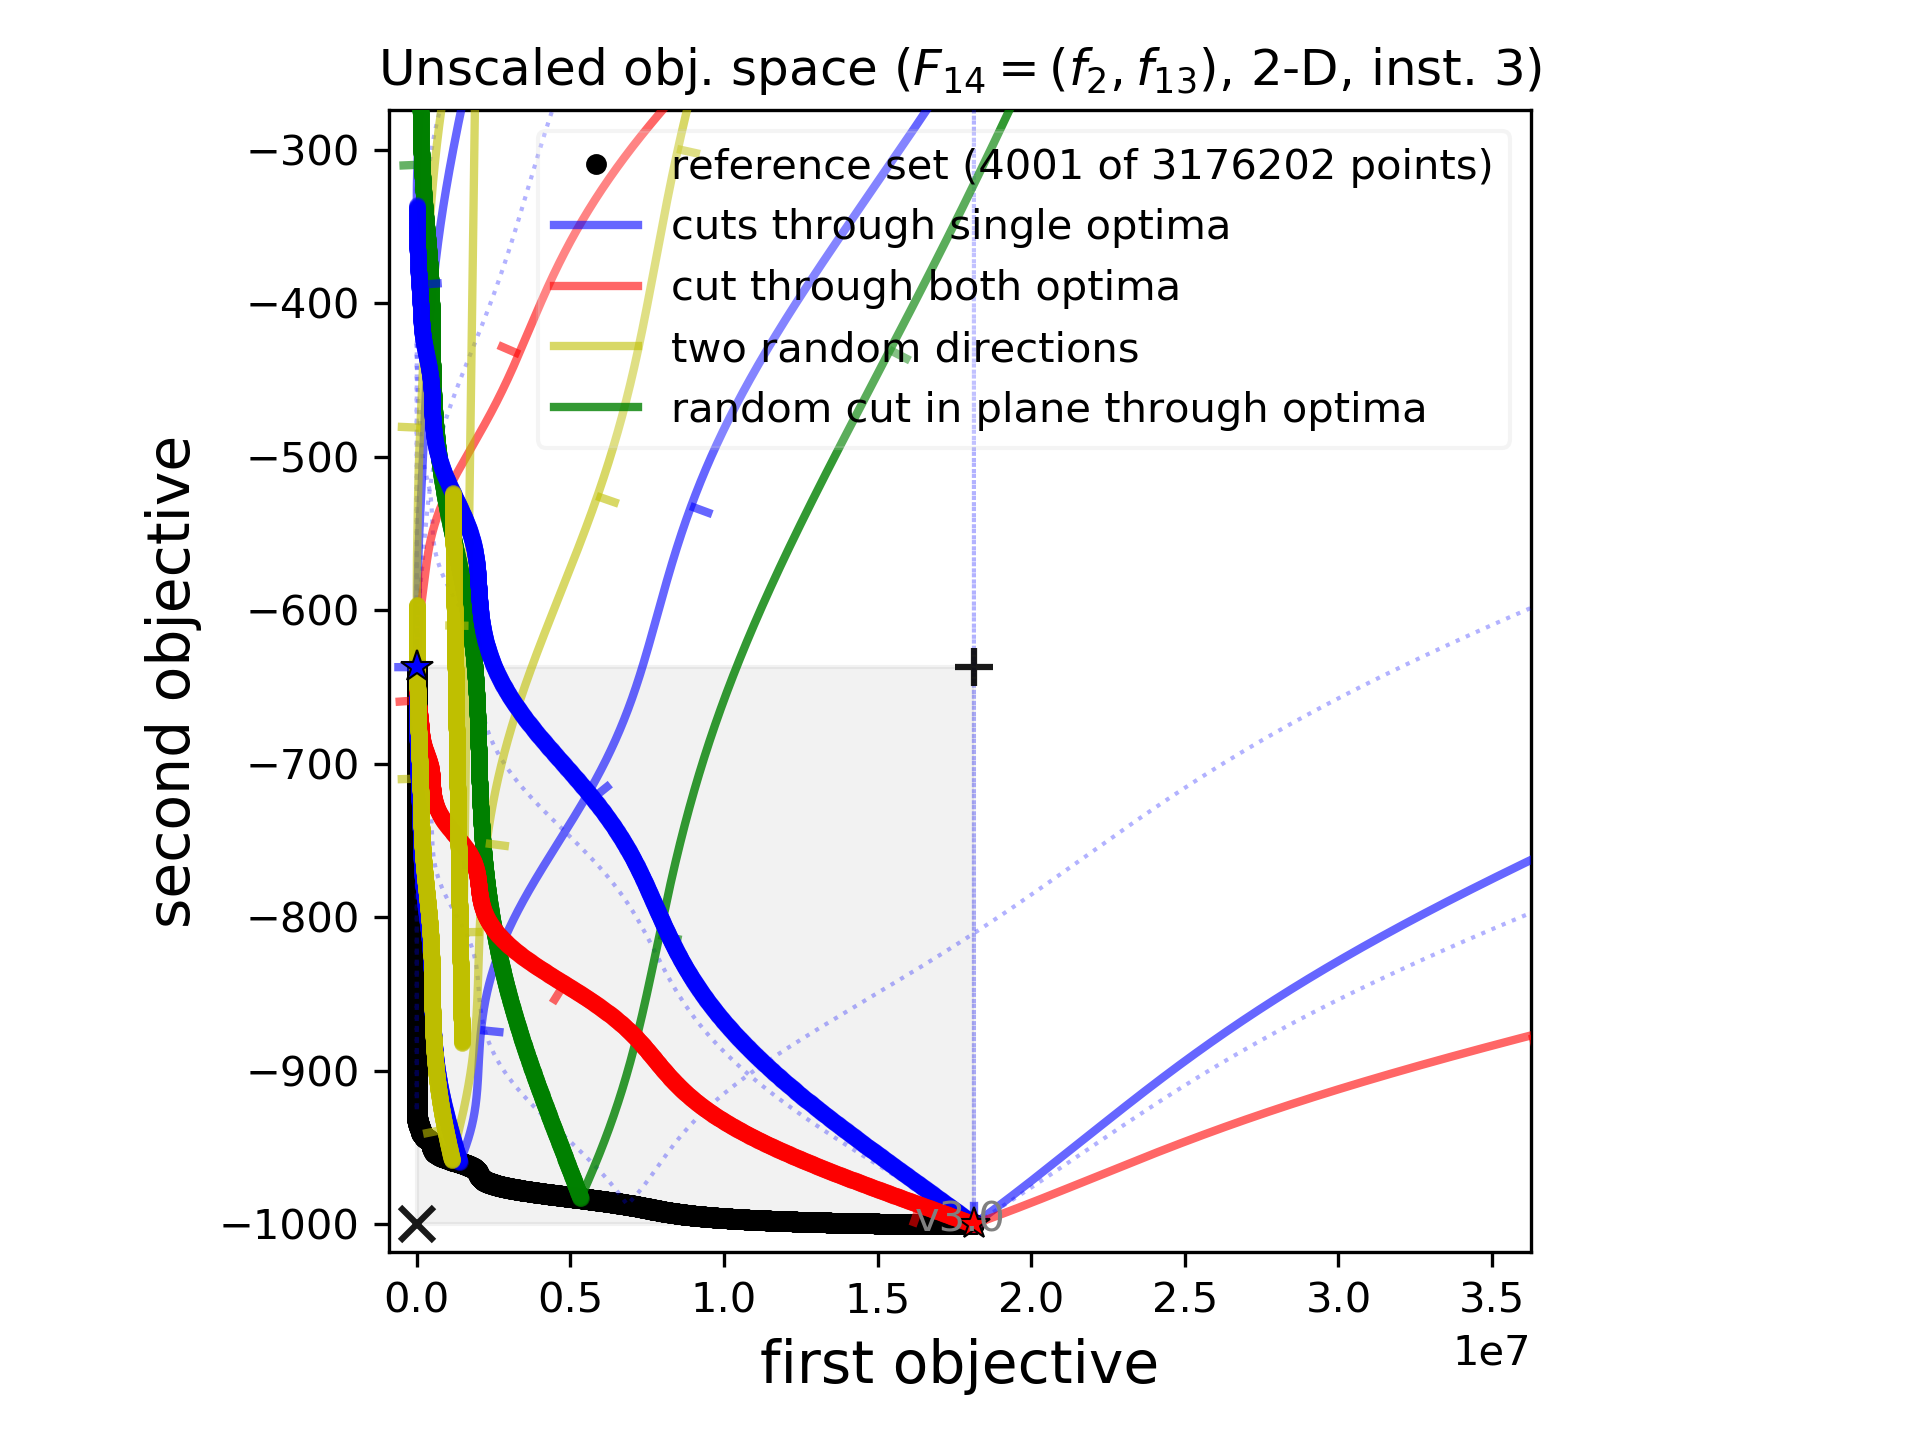 Unscaled obj. space (F14 = (f2, f13), 2-D, inst. 3)
reference set (4001 of 3176202 points)
cuts through single optima
cut through both optima
two random directions
random cut in plane through optima
second objective
−300
−400
−500
−600
−700
−800
−900
−1000
v3.0
0.0 0.5 1.0 1.5 2.0 2.5 3.0 3.5
1e7
first objective